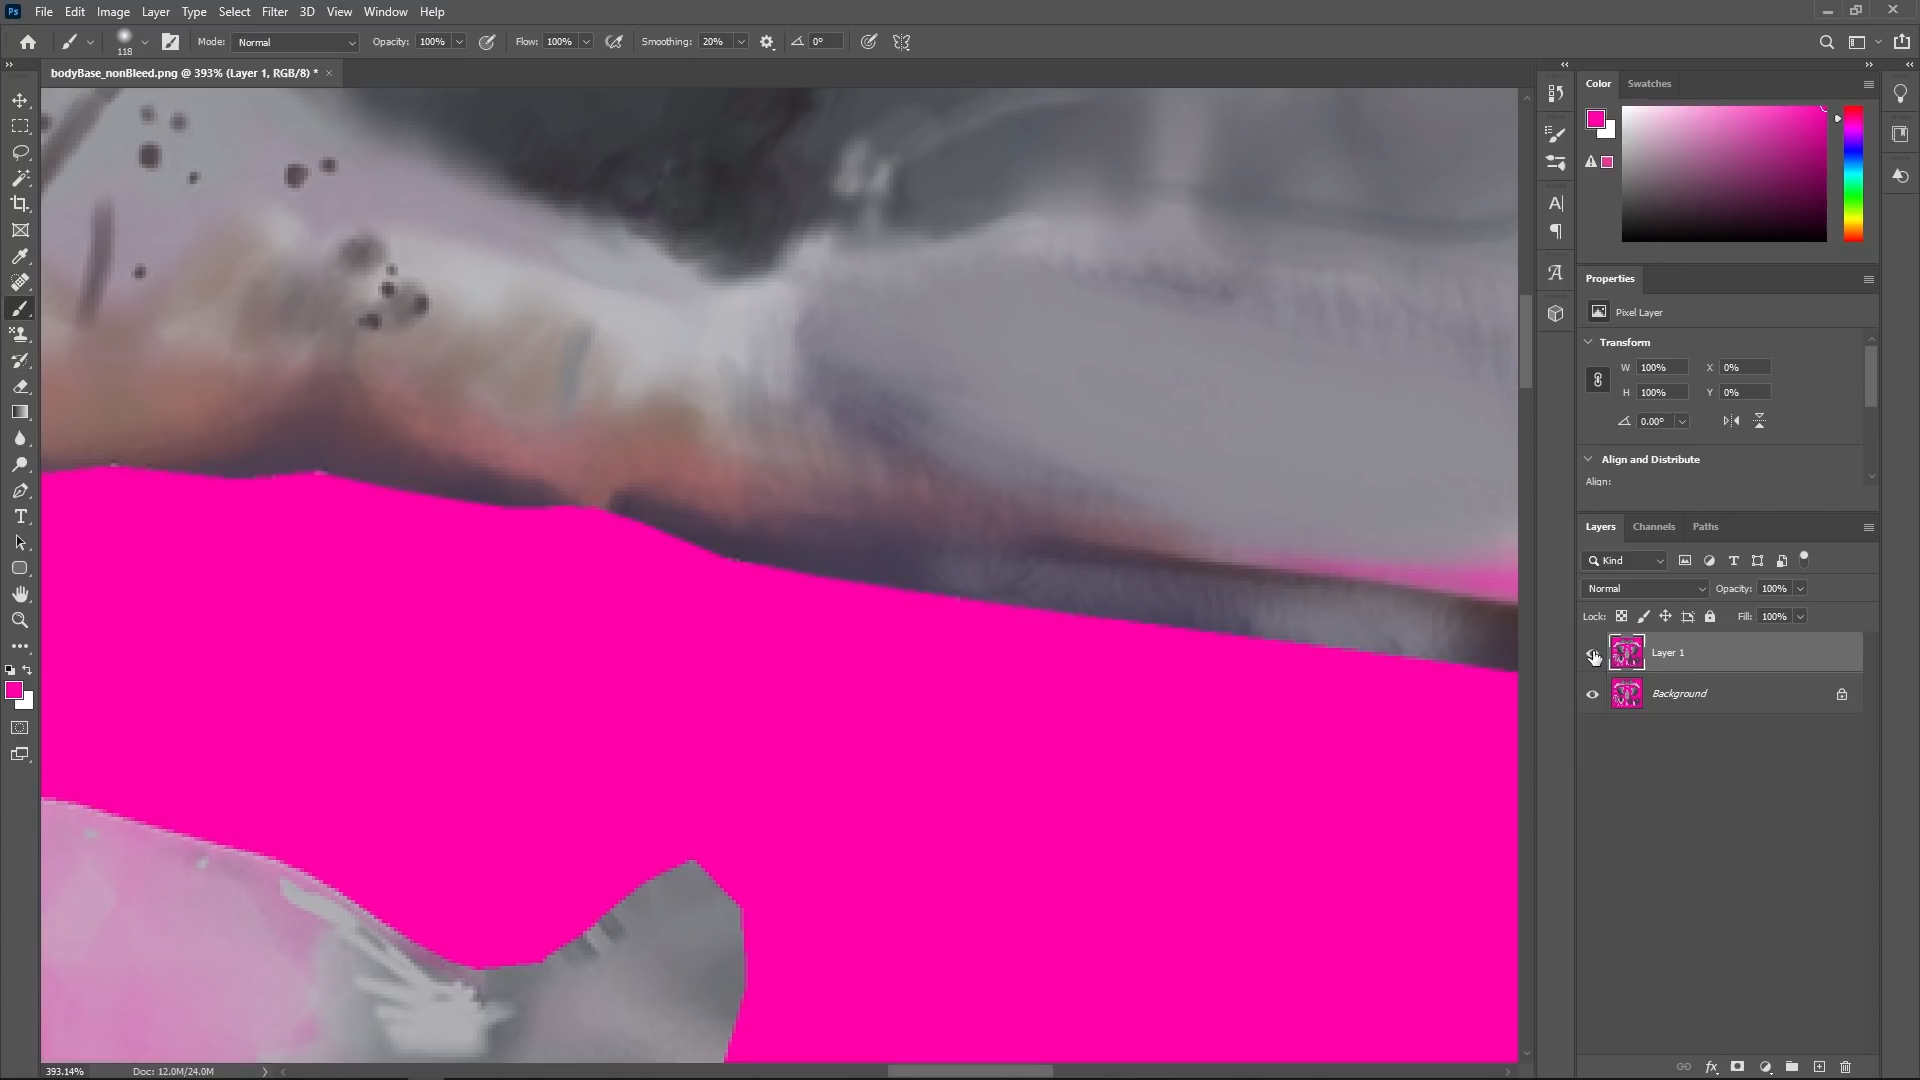 Ps File Edit Image Layer Type Select Filter 3D View Window Help
118 Mode: Normal Opacity: 100% Flow: 100% Smoothing: 20% 0°
bodyBase_nonBleed.png @ 393% (Layer 1, RGB/8) *
Color Swatches
Properties
Pixel Layer
Transform
W 100% X 0%
H 100% Y 0%
0.00°
Align and Distribute
Align:
Layers Channels Paths
Kind
Normal Opacity: 100%
Lock: Fill: 100%
Layer 1
Background
393.14% Doc: 12.0M/24.0M